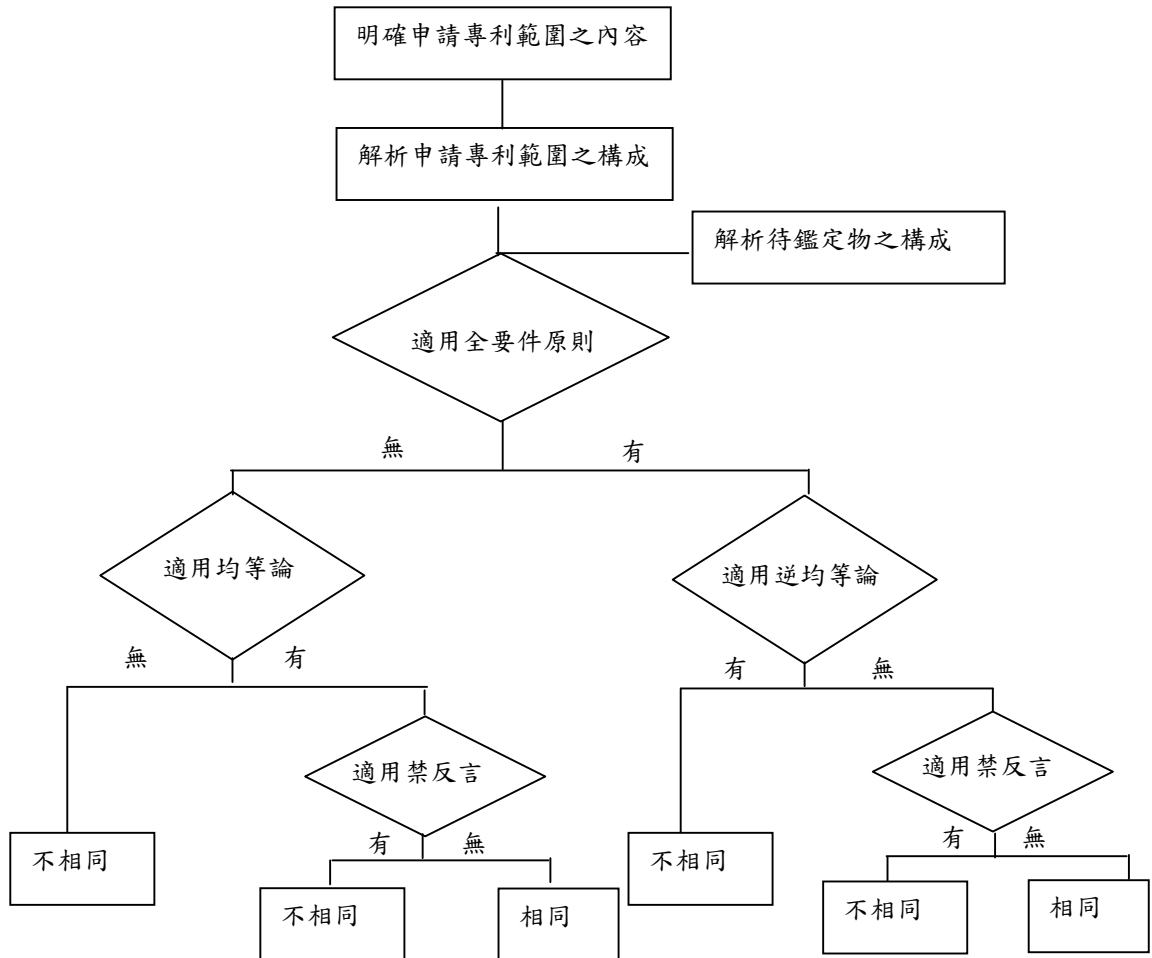 明確申請專利範圍之內容
解析申請專利範圍之構成
解析待鑑定物之構成
適用全要件原則
無
有
適用均等論
適用逆均等論
無
有
有
無
適用禁反言
適用禁反言
不相同
有
無
不相同
有
無
不相同
相同
不相同
相同